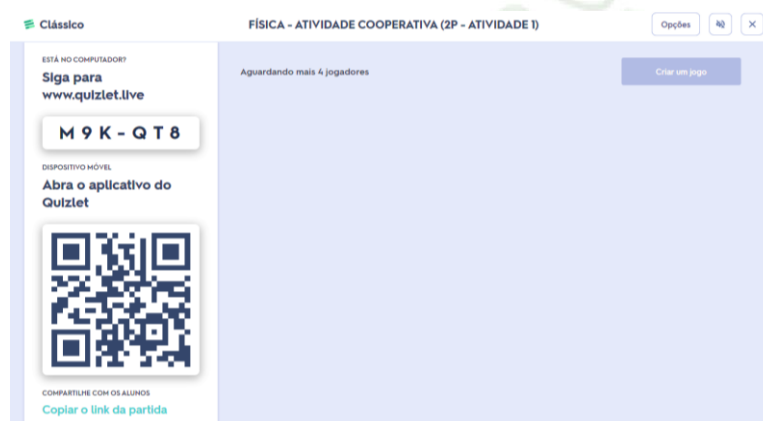 Clássico
FÍSICA - ATIVIDADE COOPERATIVA (2P - ATIVIDADE 1)
Opções
ESTÁ NO COMPUTADOR?
Siga para
www.quizlet.live
M9K-QT8
DISPOSITIVO MÓVEL
Abra o aplicativo do
Quizlet
COMPARTILHE COM OS ALUNOS
Copiar o link da partida
Aguardando mais 4 jogadores
Criar um jogo